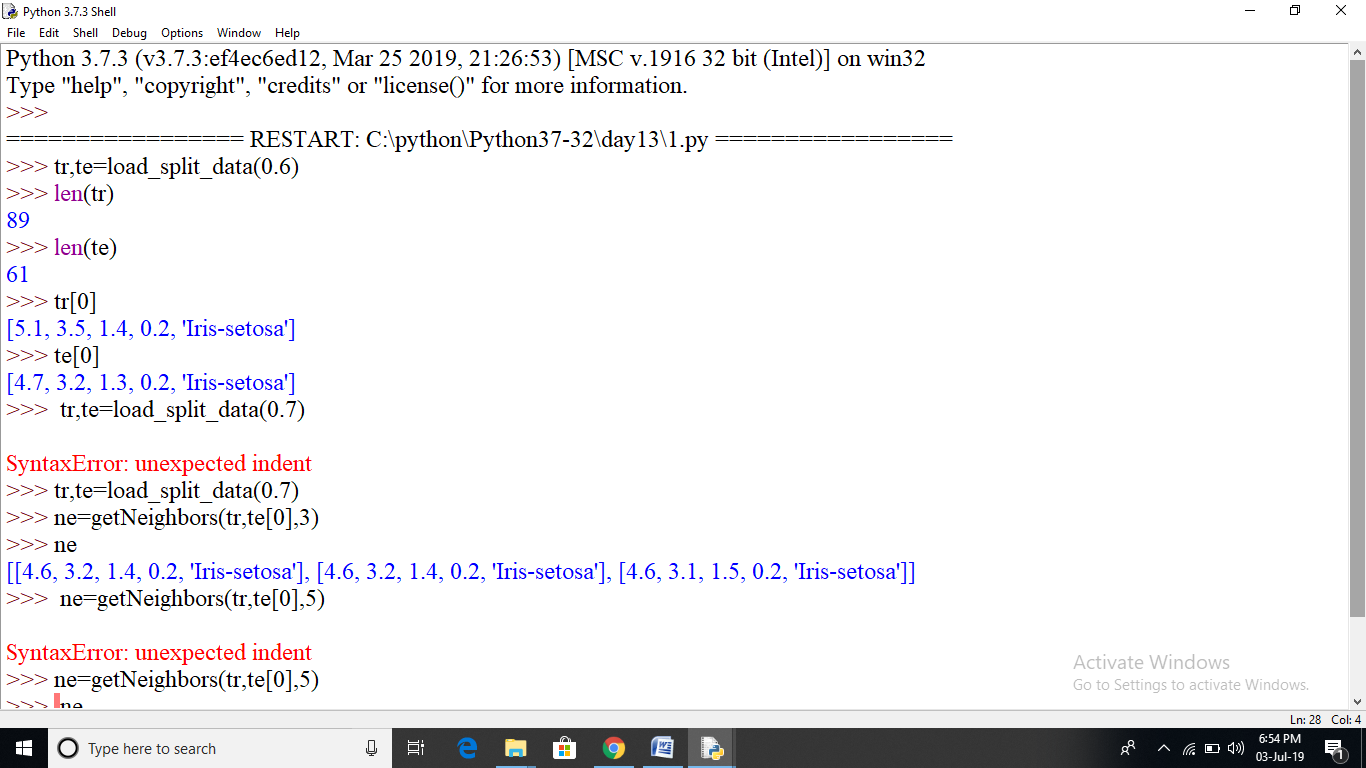 Python 3.7.3 Shell
File Edit Shell Debug Options Window Help
Python 3.7.3 (v3.7.3:ef4ec6ed12, Mar 25 2019, 21:26:53) [MSC v.1916 32 bit (Intel)] on win32
Type "help", "copyright", "credits" or "license()" for more information.
>>>
================= RESTART: C:\python\Python37-32\day13\1.py =================
>>> tr,te=load_split_data(0.6)
>>> len(tr)
89
>>> len(te)
61
>>> tr[0]
[5.1, 3.5, 1.4, 0.2, 'Iris-setosa']
>>> te[0]
[4.7, 3.2, 1.3, 0.2, 'Iris-setosa']
>>>  tr,te=load_split_data(0.7)
SyntaxError: unexpected indent
>>> tr,te=load_split_data(0.7)
>>> ne=getNeighbors(tr,te[0],3)
>>> ne
[[4.6, 3.2, 1.4, 0.2, 'Iris-setosa'], [4.6, 3.2, 1.4, 0.2, 'Iris-setosa'], [4.6, 3.1, 1.5, 0.2, 'Iris-setosa']]
>>>  ne=getNeighbors(tr,te[0],5)
SyntaxError: unexpected indent
>>> ne=getNeighbors(tr,te[0],5)
>>>  ne
Activate Windows
Go to Settings to activate Windows.
Ln: 28 Col: 4
Type here to search
6:54 PM
03-Jul-19
1